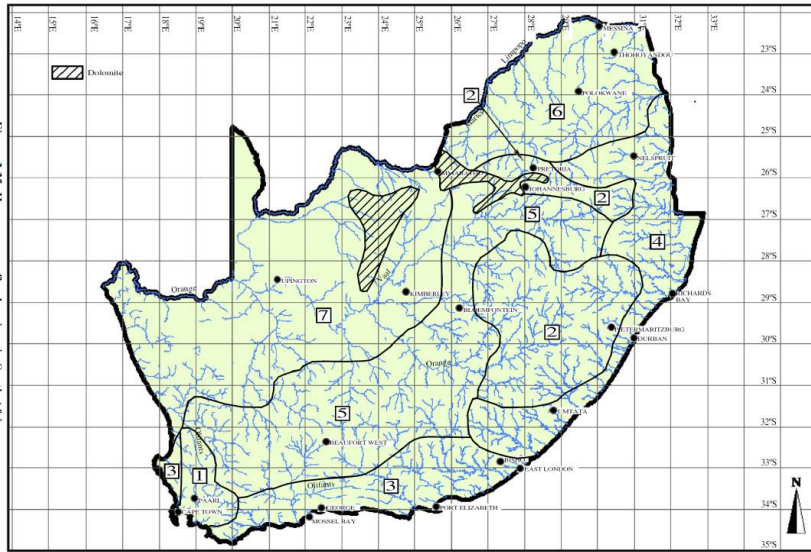 14°E
15°E
16°E
17°E
18°E
19°E
20°E
21°E
22°E
23°E
24°E
25°E
26°E
27°E
28°E
29°E
30°E
31°E
32°E
33°E
MESSINA
23°S
THOHOYANDOU
Limpopo
Dolomite
2
POLOKWANE
24°S
6
25°S
NELSPRUIT
PRETORIA
26°S
JOHANNESBURG
2
5
27°S
4
28°S
Orange
UPINGTON
Vaal
KIMBERLEY
RICHARDS
BAY
29°S
BLOEMFONTEIN
7
2
PIETERMARITZBURG
DURBAN
30°S
Orange
31°S
5
UMTATA
32°S
BEAUFORT WEST
Olifants
BISHO
33°S
3
1
EAST LONDON
Olifants
3
PAARL
N
34°S
CAPE TOWN
GEORGE
PORT ELIZABETH
MOSSEL BAY
35°S